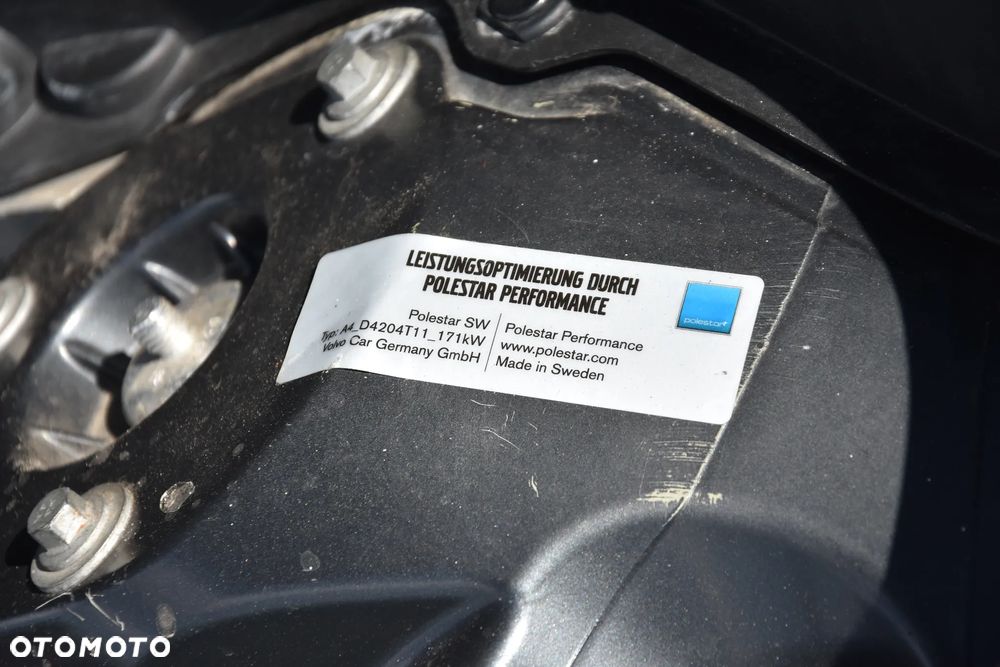 LEISTUNGSOPTIMIERUNG DURCH
POLESTAR PERFORMANCE
Polestar SW
Typ: A4_D4204T11_171kW
Volvo Car Germany GmbH
Polestar Performance
www.polestar.com
Made in Sweden
polestar
OTOMOTO